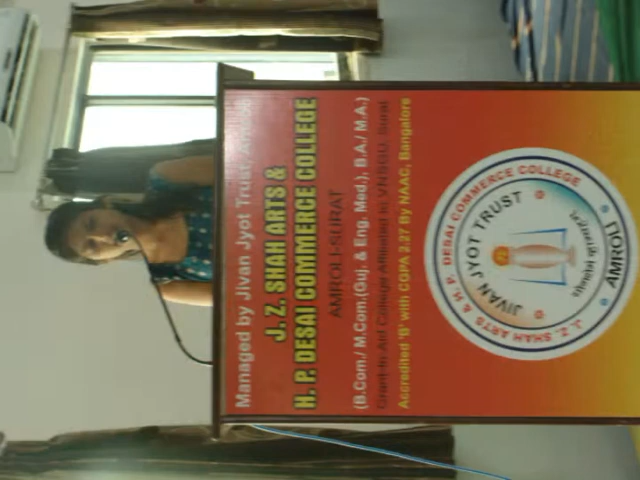 Managed by Jivan Jyot Trust, Amroli
J. Z. SHAH ARTS &
H. P. DESAI COMMERCE COLLEGE
AMROLI-SURAT
(B.Com./ M.Com.(Guj. & Eng. Med.), B.A./ M.A.)
Grant-In Aid College Affiliated to VNSGU, Surat
Accredited 'B' with CGPA 2.27 By NAAC, Bangalore
J. Z. SHAH ARTS & H. P. DESAI COMMERCE COLLEGE
JIVAN JYOT TRUST
AMROLI